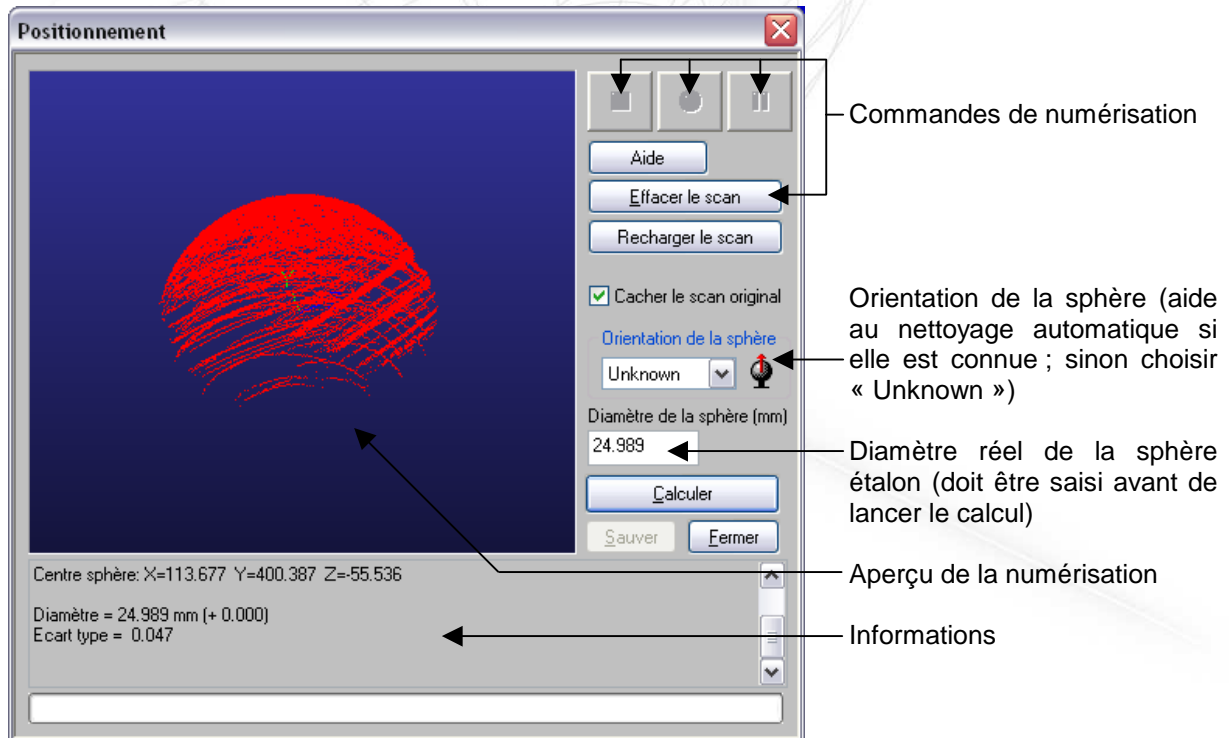 Positionnement
Commandes de numérisation
Aide
Effacer le scan
Recharger le scan
Cacher le scan original
Orientation de la sphère
Unknown
Orientation de la sphère (aide
au nettoyage automatique si
elle est connue ; sinon choisir
« Unknown »)
Diamètre de la sphère (mm)
24.989
Diamètre réel de la sphère
étalon (doit être saisi avant de
lancer le calcul)
Calculer
Sauver
Fermer
Aperçu de la numérisation
Centre sphère: X=113.677 Y=400.387 Z=-55.536
Diamètre = 24.989 mm (+ 0.000)
Ecart type = 0.047
Informations